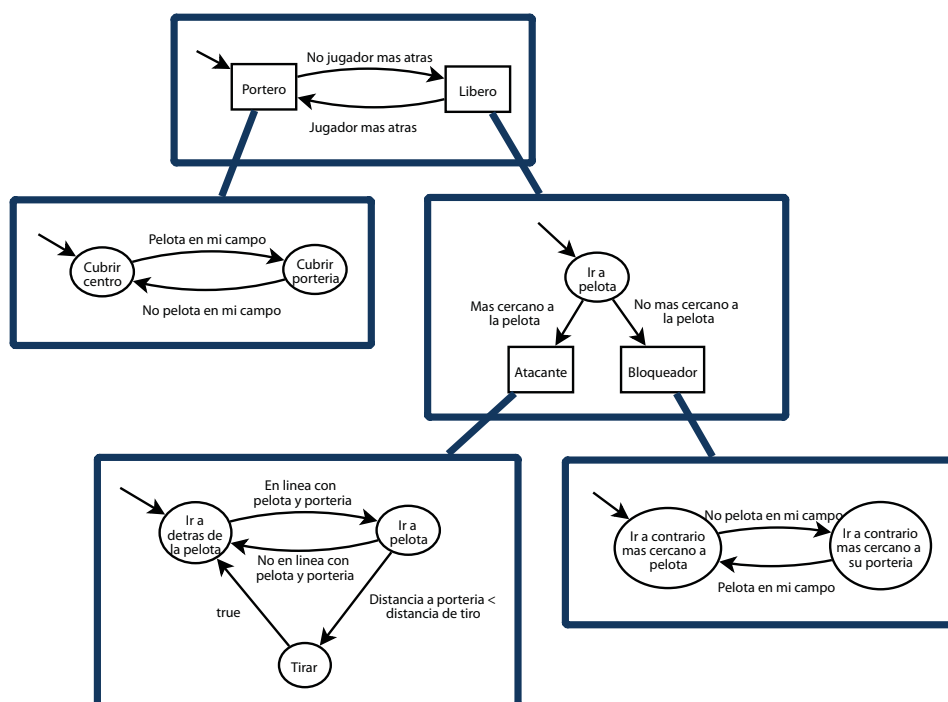 No jugador mas atras
Portero
Libero
Jugador mas atras
Pelota en mi campo
Cubrir
centro
Cubrir
porteria
No pelota en mi campo
Ir a
pelota
Mas cercano a
la pelota
No mas cercano a
la pelota
Atacante
Bloqueador
En linea con
pelota y porteria
Ir a
detras de
la pelota
Ir a
pelota
No en linea con
pelota y porteria
true
Distancia a porteria <
distancia de tiro
Tirar
No pelota en mi campo
Ir a contrario
mas cercano a
pelota
Ir a contrario
mas cercano a
su porteria
Pelota en mi campo